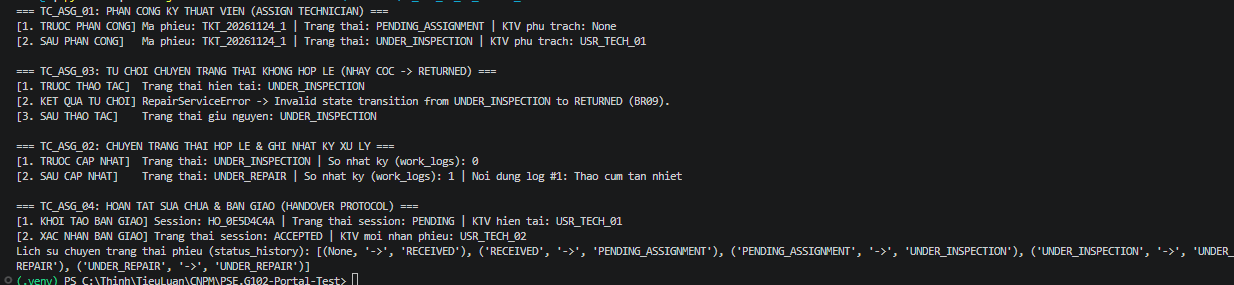 === TC_ASG_01: PHAN CONG KY THUAT VIEN (ASSIGN TECHNICIAN) ===
[1. TRUOC PHAN CONG] Ma phieu: TKT_20261124_1 | Trang thai: PENDING_ASSIGNMENT | KTV phu trach: None
[2. SAU PHAN CONG]   Ma phieu: TKT_20261124_1 | Trang thai: UNDER_INSPECTION | KTV phu trach: USR_TECH_01
=== TC_ASG_03: TU CHOI CHUYEN TRANG THAI KHONG HOP LE (NHAY COC -> RETURNED) ===
[1. TRUOC THAO TAC]  Trang thai hien tai: UNDER_INSPECTION
[2. KET QUA TU CHOI] RepairServiceError -> Invalid state transition from UNDER_INSPECTION to RETURNED (BR09).
[3. SAU THAO TAC]    Trang thai giu nguyen: UNDER_INSPECTION
=== TC_ASG_02: CHUYEN TRANG THAI HOP LE & GHI NHAT KY XU LY ===
[1. TRUOC CAP NHAT]  Trang thai: UNDER_INSPECTION | So nhat ky (work_logs): 0
[2. SAU CAP NHAT]    Trang thai: UNDER_REPAIR | So nhat ky (work_logs): 1 | Noi dung log #1: Thao cum tan nhiet
=== TC_ASG_04: HOAN TAT SUA CHUA & BAN GIAO (HANDOVER PROTOCOL) ===
[1. KHOI TAO BAN GIAO] Session: HO_0E5D4C4A | Trang thai session: PENDING | KTV hien tai: USR_TECH_01
[2. XAC NHAN BAN GIAO] Trang thai session: ACCEPTED | KTV moi nhan phieu: USR_TECH_02
Lich su chuyen trang thai phieu (status_history): [(None, '->', 'RECEIVED'), ('RECEIVED', '->', 'PENDING_ASSIGNMENT'), ('PENDING_ASSIGNMENT', '->', 'UNDER_INSPECTION'), ('UNDER_INSPECTION', '->', 'UNDER_
REPAIR'), ('UNDER_REPAIR', '->', 'UNDER_REPAIR')]
(.venv) PS C:\Thinh\TieuLuan\CNPM\PSE.G102-Portal-Test>